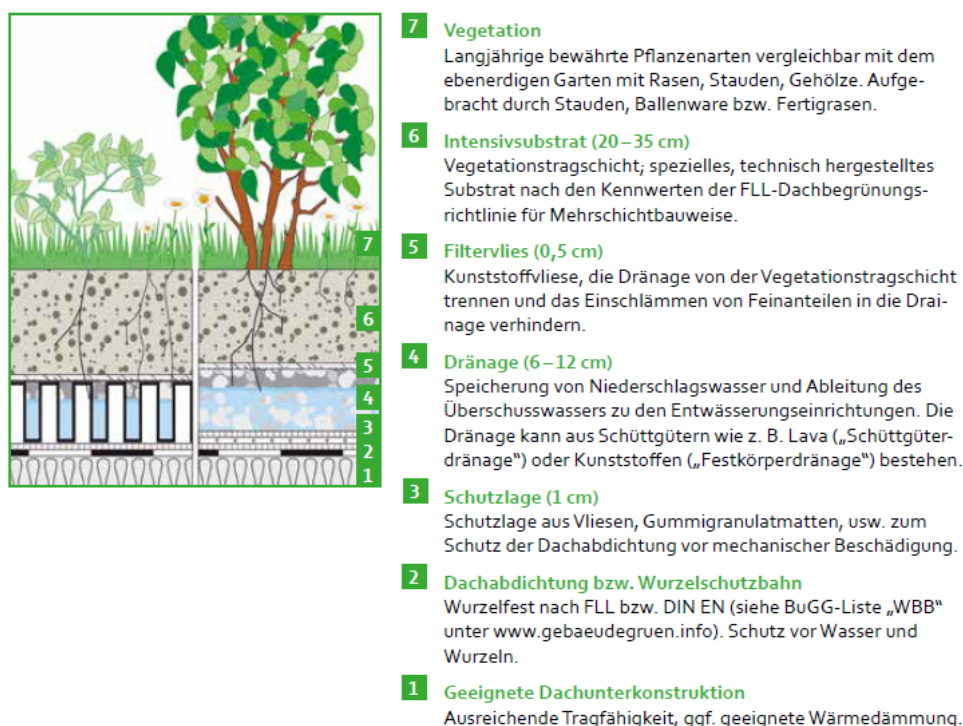 7 Vegetation
Langjährige bewährte Pflanzenarten vergleichbar mit dem
ebenerdigen Garten mit Rasen, Stauden, Gehölze. Aufge-
bracht durch Stauden, Ballenware bzw. Fertigrasen.
6 Intensivsubstrat (20–35 cm)
Vegetationstragschicht; spezielles, technisch hergestelltes
Substrat nach den Kennwerten der FLL-Dachbegrünungs-
richtlinie für Mehrschichtbauweise.
5 Filtervlies (0,5 cm)
Kunststoffvliese, die Dränage von der Vegetationstragschicht
trennen und das Einschlämmen von Feinanteilen in die Drai-
nage verhindern.
4 Dränage (6–12 cm)
Speicherung von Niederschlagswasser und Ableitung des
Überschusswassers zu den Entwässerungseinrichtungen. Die
Dränage kann aus Schüttgütern wie z. B. Lava („Schüttgüter-
dränage“) oder Kunststoffen („Festkörperdränage“) bestehen.
3 Schutzlage (1 cm)
Schutzlage aus Vliesen, Gummigranulatmatten, usw. zum
Schutz der Dachabdichtung vor mechanischer Beschädigung.
2 Dachabdichtung bzw. Wurzelschutzbahn
Wurzelfest nach FLL bzw. DIN EN (siehe BuGG-Liste „WBB“
unter www.gebaeudegruen.info). Schutz vor Wasser und
Wurzeln.
1 Geeignete Dachunterkonstruktion
Ausreichende Tragfähigkeit, ggf. geeignete Wärmedämmung.
7
6
5
4
3
2
1